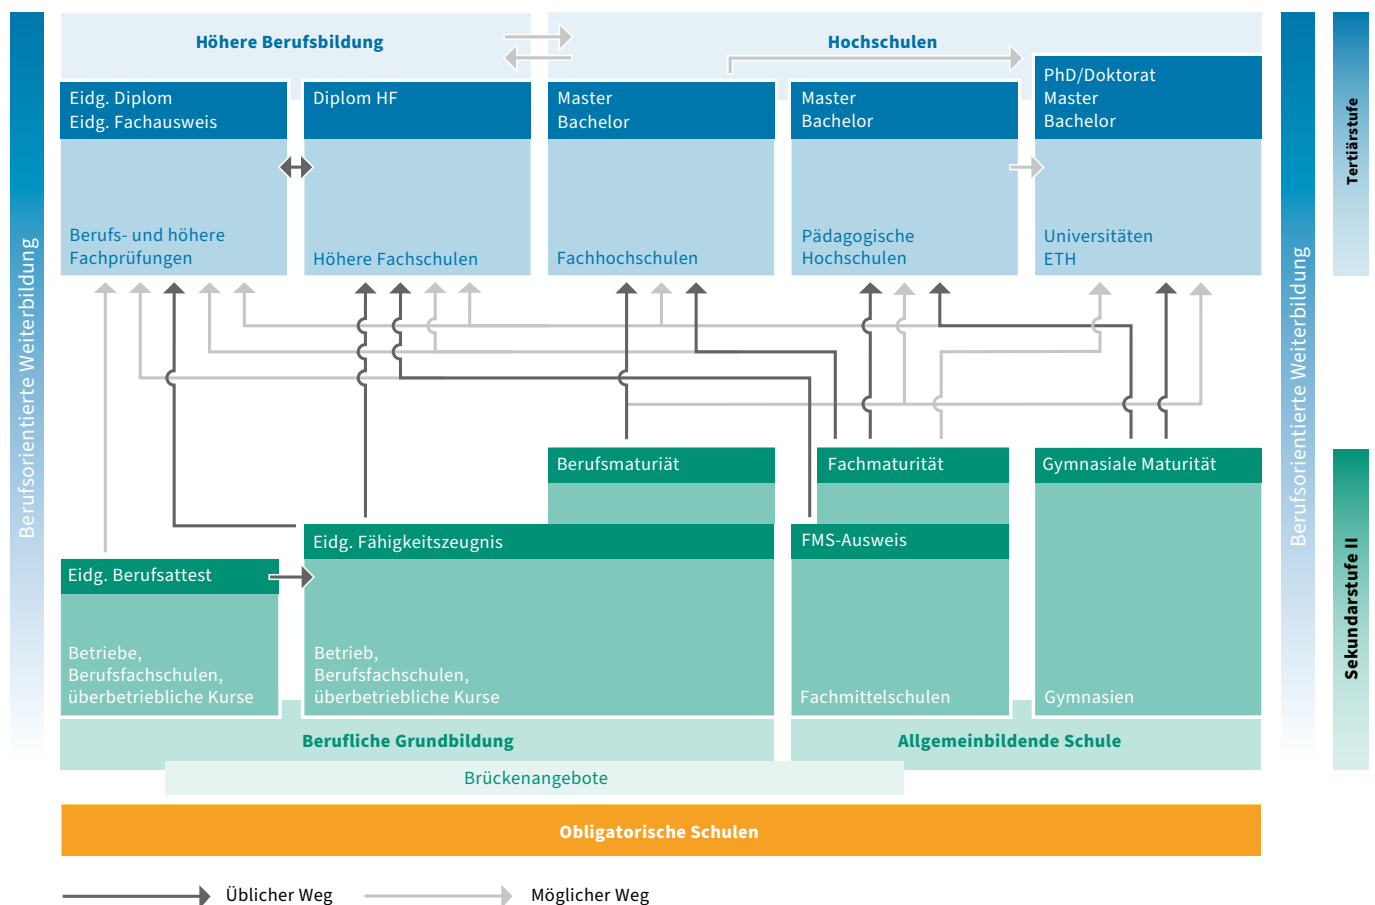 Höhere Berufsbildung
Hochschulen
Eidg. Diplom
Eidg. Fachausweis
Diplom HF
Master
Bachelor
Master
Bachelor
PhD/Doktorat
Master
Bachelor
Berufs- und höhere
Fachprüfungen
Höhere Fachschulen
Fachhochschulen
Pädagogische
Hochschulen
Universitäten
ETH
Berufsorientierte Weiterbildung
Berufsorientierte Weiterbildung
Tertiärstufe
Sekundarstufe II
Berufsmaturiät
Fachmaturität
Gymnasiale Maturität
Eidg. Fähigkeitszeugnis
FMS-Ausweis
Eidg. Berufsattest
Betriebe,
Berufsfachschulen,
überbetriebliche Kurse
Betrieb,
Berufsfachschulen,
überbetriebliche Kurse
Fachmittelschulen
Gymnasien
Berufliche Grundbildung
Allgemeinbildende Schule
Brückenangebote
Obligatorische Schulen
Üblicher Weg
Möglicher Weg